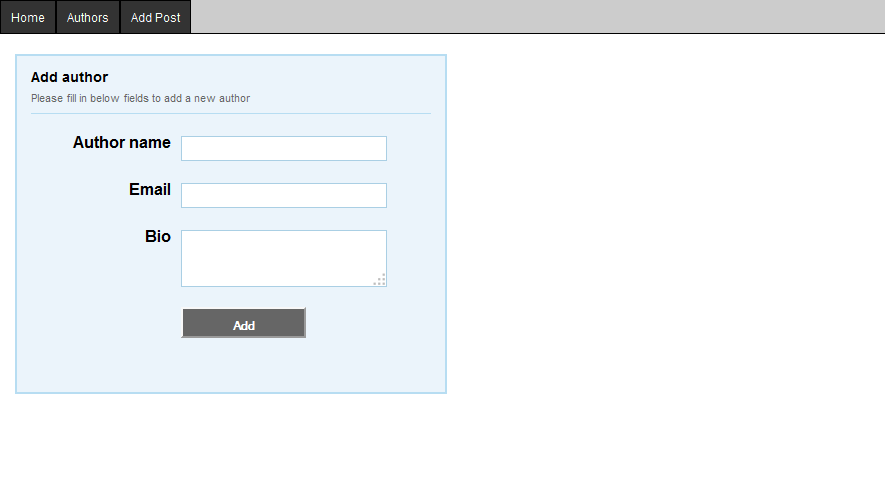 Home Authors Add Post
Add author
Please fill in below fields to add a new author
Author name
Email
Bio
Add